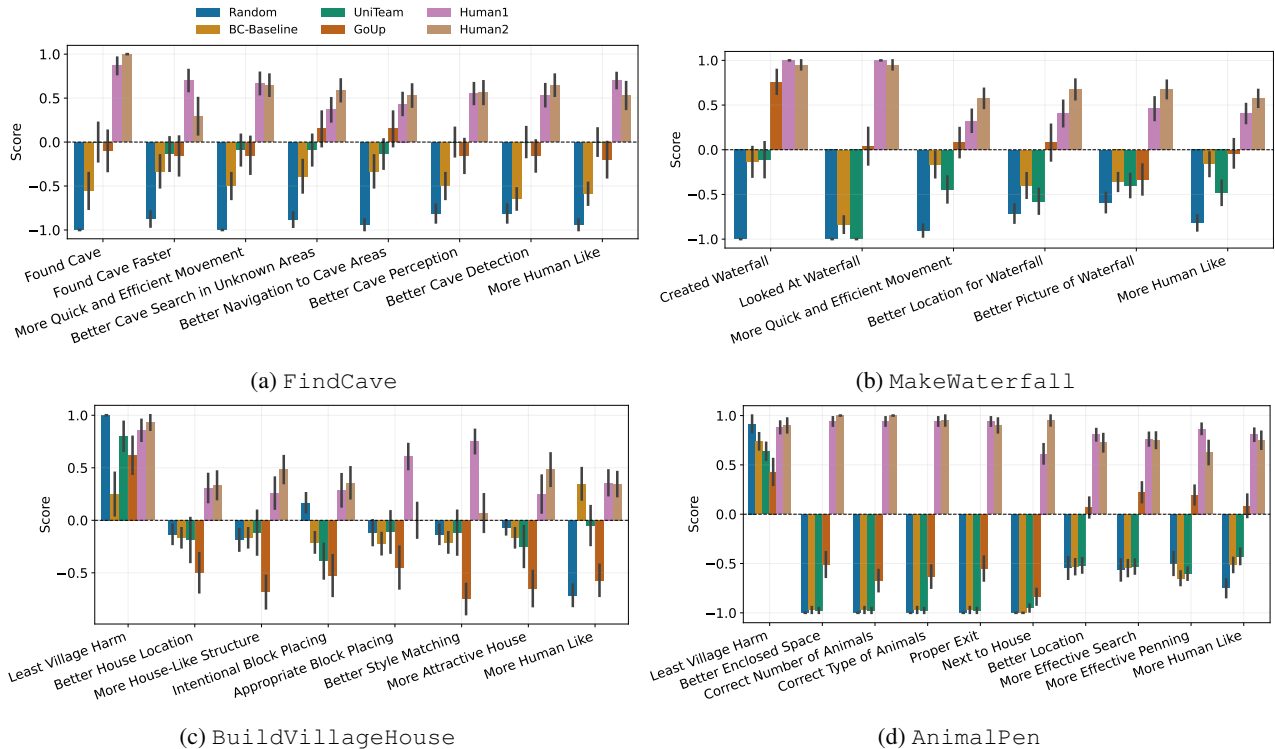 Random
BC-Baseline
UniTeam
GoUp
Human1
Human2
Score
1.0
0.5
0.0
−0.5
−1.0
Found Cave
Found Cave Faster
More Quick and Efficient Movement
Better Cave Search in Unknown Areas
Better Navigation to Cave Areas
Better Cave Perception
Better Cave Detection
More Human Like
(a) FindCave
Score
1.0
0.5
0.0
−0.5
−1.0
Created Waterfall
Looked At Waterfall
More Quick and Efficient Movement
Better Location for Waterfall
Better Picture of Waterfall
More Human Like
(b) MakeWaterfall
Score
1.0
0.5
0.0
−0.5
Least Village Harm
Better House Location
More House-Like Structure
Intentional Block Placing
Appropriate Block Placing
Better Style Matching
More Attractive House
More Human Like
(c) BuildVillageHouse
Score
1.0
0.5
0.0
−0.5
−1.0
Least Village Harm
Better Enclosed Space
Correct Number of Animals
Correct Type of Animals
Proper Exit
Next to House
Better Location
More Effective Search
More Effective Penning
More Human Like
(d) AnimalPen